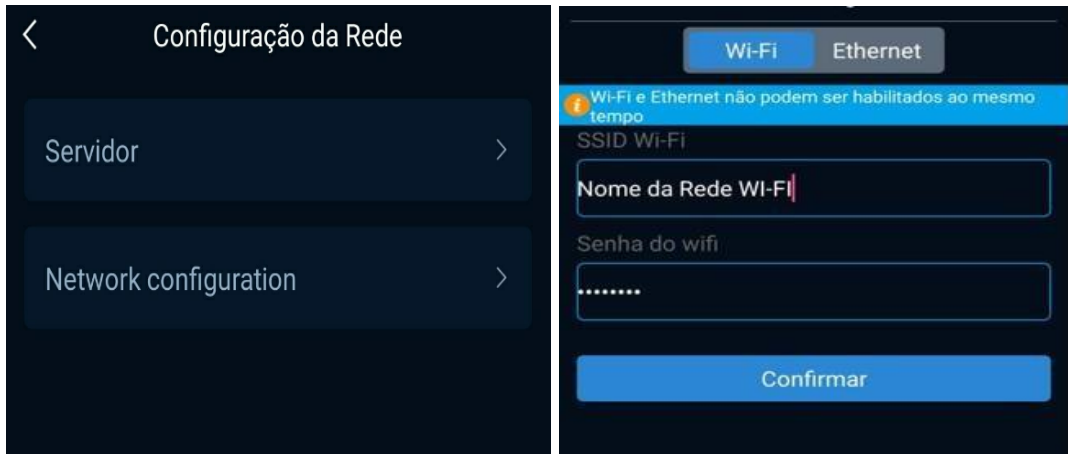 Configuração da Rede
Servidor
Network configuration
Wi-Fi
Ethernet
Wi-Fi e Ethernet não podem ser habilitados ao mesmo
tempo
SSID Wi-Fi
Nome da Rede WI-FI
Senha do wifi
••••••••
Confirmar